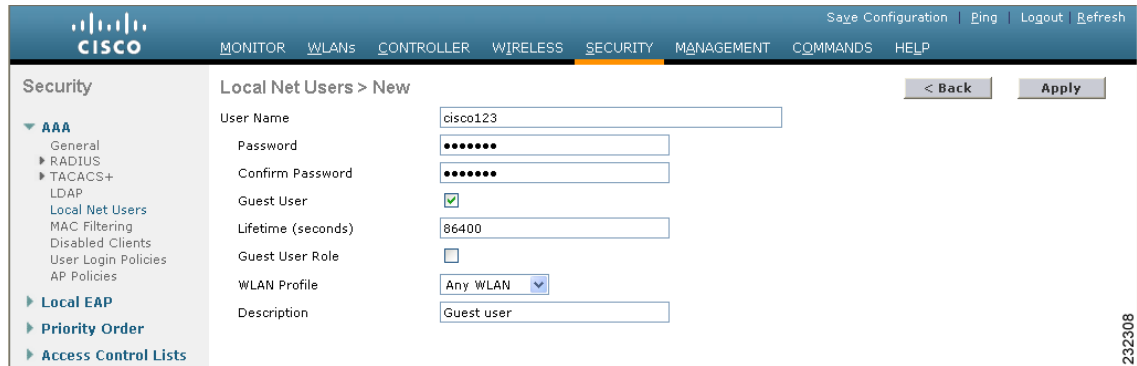 Save Configuration | Ping | Logout | Refresh
CISCO
MONITOR WLANs CONTROLLER WIRELESS SECURITY MANAGEMENT COMMANDS HELP
Security
AAA
General
RADIUS
TACACS+
LDAP
Local Net Users
MAC Filtering
Disabled Clients
User Login Policies
AP Policies
Local EAP
Priority Order
Access Control Lists
Local Net Users > New
< Back
Apply
User Name cisco123
Password •••••••
Confirm Password •••••••
Guest User
Lifetime (seconds) 86400
Guest User Role
WLAN Profile Any WLAN
Description Guest user
232308